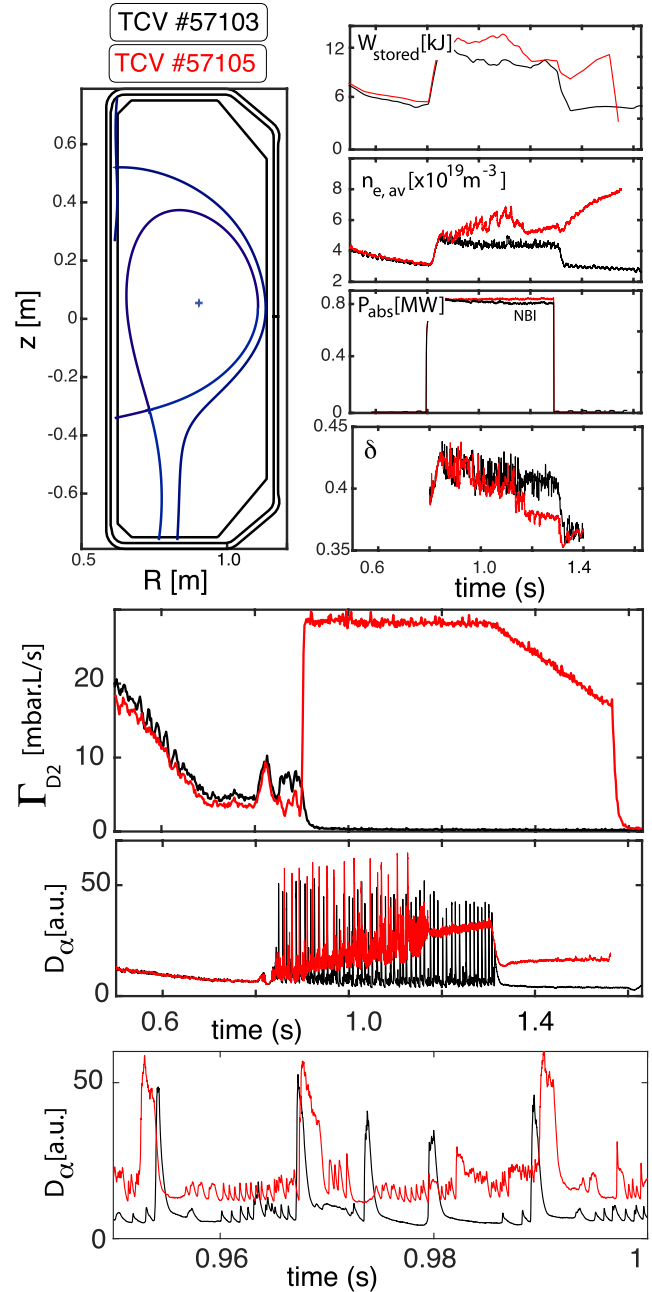 TCV #57103
TCV #57105
W_stored[kJ]
12
6
0
n_e, av[x10^19 m^-3]
8
6
4
2
P_abs[MW]
NBI
0.8
0.4
0
δ
0.45
0.4
0.35
0.6
1.0
1.4
time (s)
z [m]
0.6
0.4
0.2
0
-0.2
-0.4
-0.6
0.5
1.0
R [m]
Γ_D2 [mbar.L/s]
20
10
0
D_α[a.u.]
50
0
0.6
1.0
1.4
time (s)
D_α[a.u.]
50
0
0.96
0.98
1
time (s)